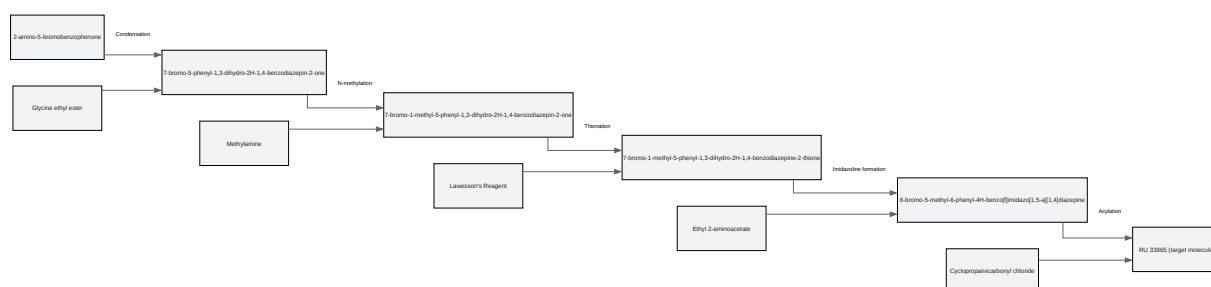 2-amino-5-bromobenzophenone
Condensation
Glycine ethyl ester
7-bromo-5-phenyl-1,3-dihydro-2H-1,4-benzodiazepin-2-one
N-methylation
Methylamine
7-bromo-1-methyl-5-phenyl-1,3-dihydro-2H-1,4-benzodiazepin-2-one
Thionation
Lawesson's Reagent
7-bromo-1-methyl-5-phenyl-1,3-dihydro-2H-1,4-benzodiazepine-2-thione
Imidazoline formation
Ethyl 2-aminoacetate
8-bromo-5-methyl-6-phenyl-4H-benzo[f]imidazo[1,5-a][1,4]diazepine
Acylation
Cyclopropanecarbonyl chloride
RU 33965 (target molecule